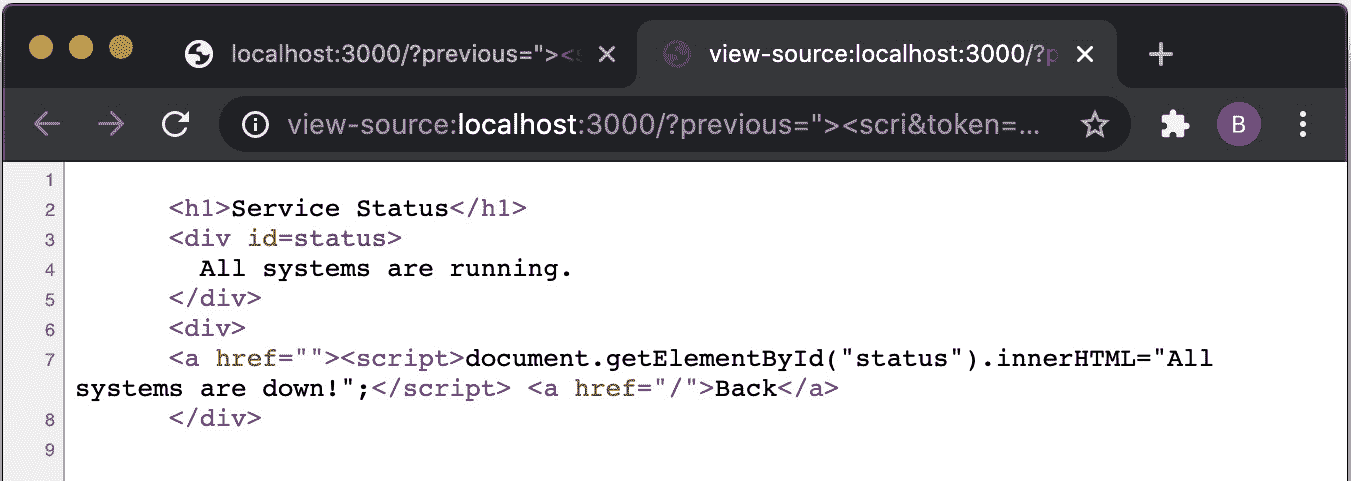 localhost:3000/?previous="><s
view-source:localhost:3000/?p
view-source:localhost:3000/?previous="><scri&token=...
B
1
2 <h1>Service Status</h1>
3 <div id=status>
4 All systems are running.
5 </div>
6 <div>
7 <a href=""><script>document.getElementById("status").innerHTML="All
systems are down!";</script> <a href="/">Back</a>
8 </div>
9